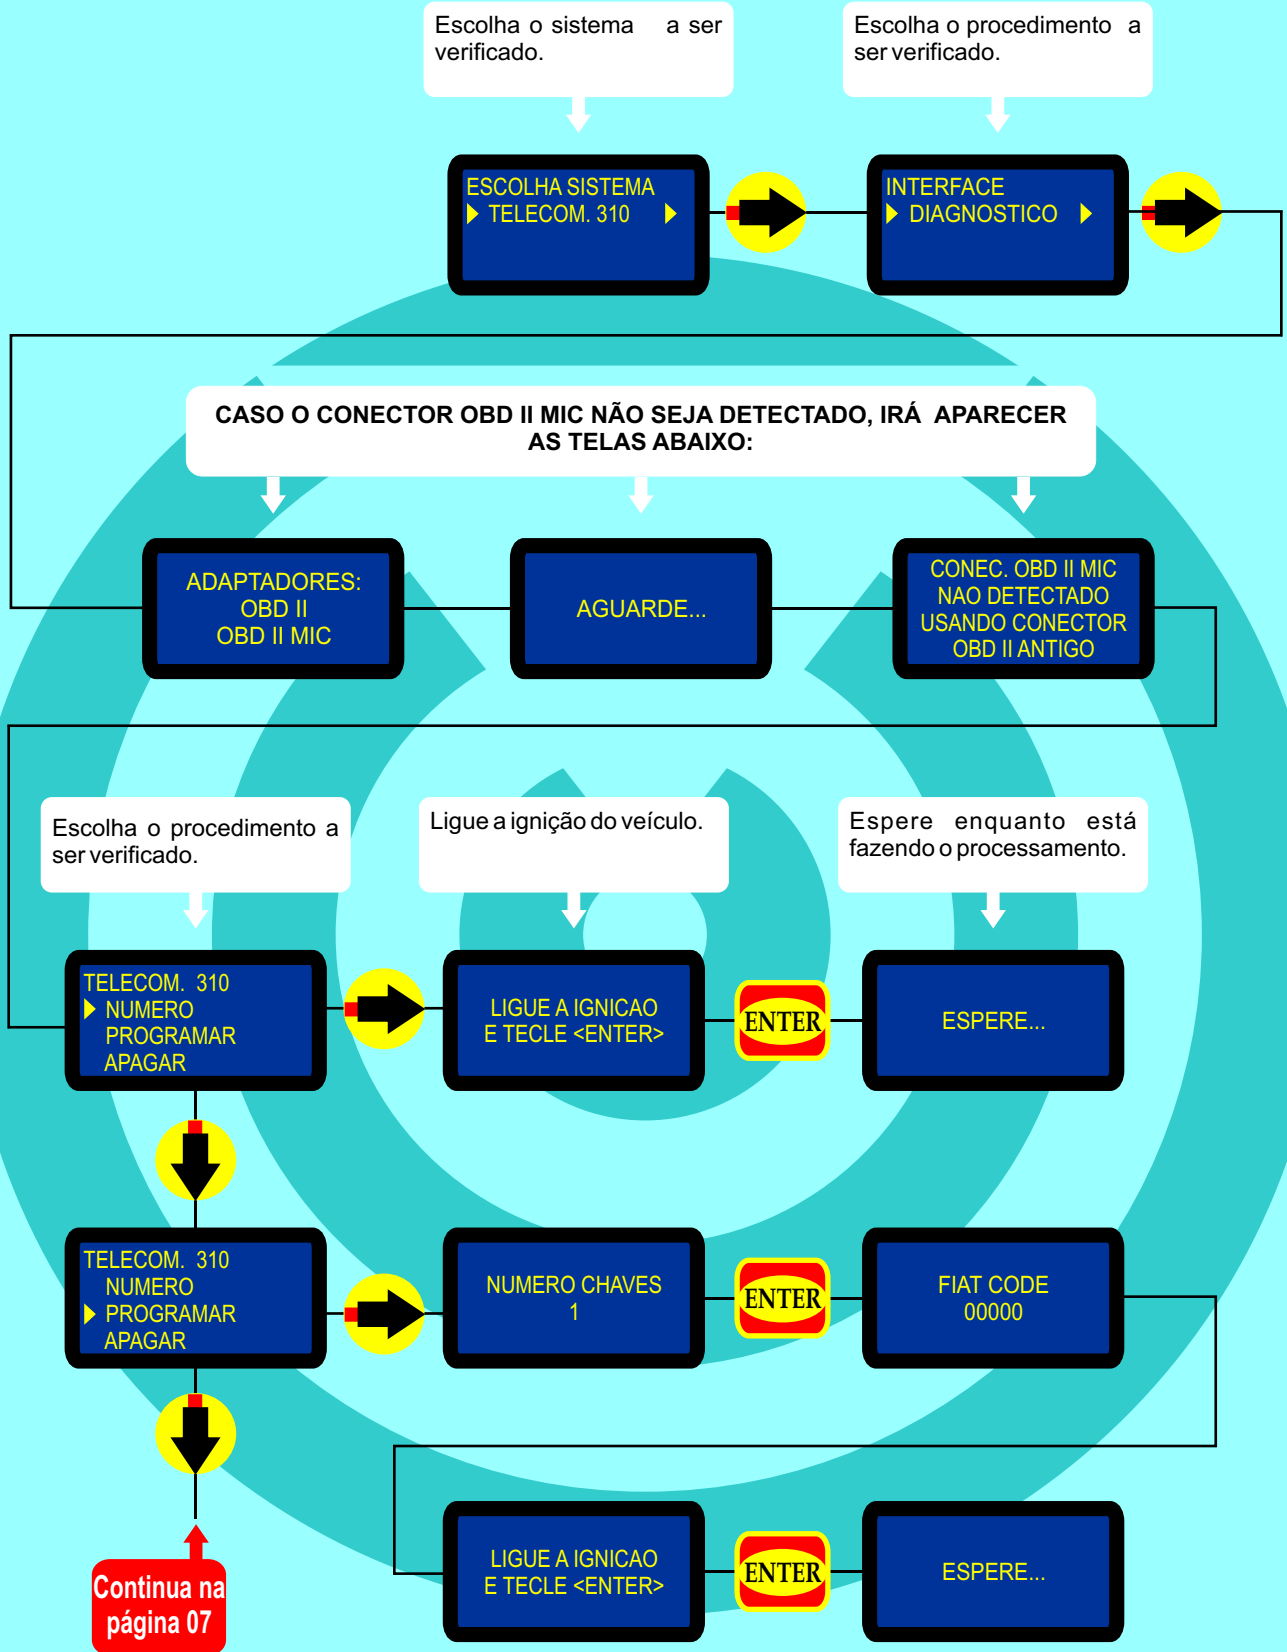 Escolha o sistema a ser
verificado.
Escolha o procedimento a
ser verificado.
ESCOLHA SISTEMA
TELECOM. 310
INTERFACE
DIAGNOSTICO
CASO O CONECTOR OBD II MIC NÃO SEJA DETECTADO, IRÁ APARECER
AS TELAS ABAIXO:
ADAPTADORES:
OBD II
OBD II MIC
AGUARDE...
CONEC. OBD II MIC
NAO DETECTADO
USANDO CONECTOR
OBD II ANTIGO
Escolha o procedimento a
ser verificado.
Ligue a ignição do veículo.
Espere enquanto está
fazendo o processamento.
TELECOM. 310
NUMERO
PROGRAMAR
APAGAR
LIGUE A IGNICAO
E TECLE <ENTER>
ENTER
ESPERE...
TELECOM. 310
NUMERO
PROGRAMAR
APAGAR
NUMERO CHAVES
1
ENTER
FIAT CODE
00000
LIGUE A IGNICAO
E TECLE <ENTER>
ENTER
ESPERE...
Continua na
página 07